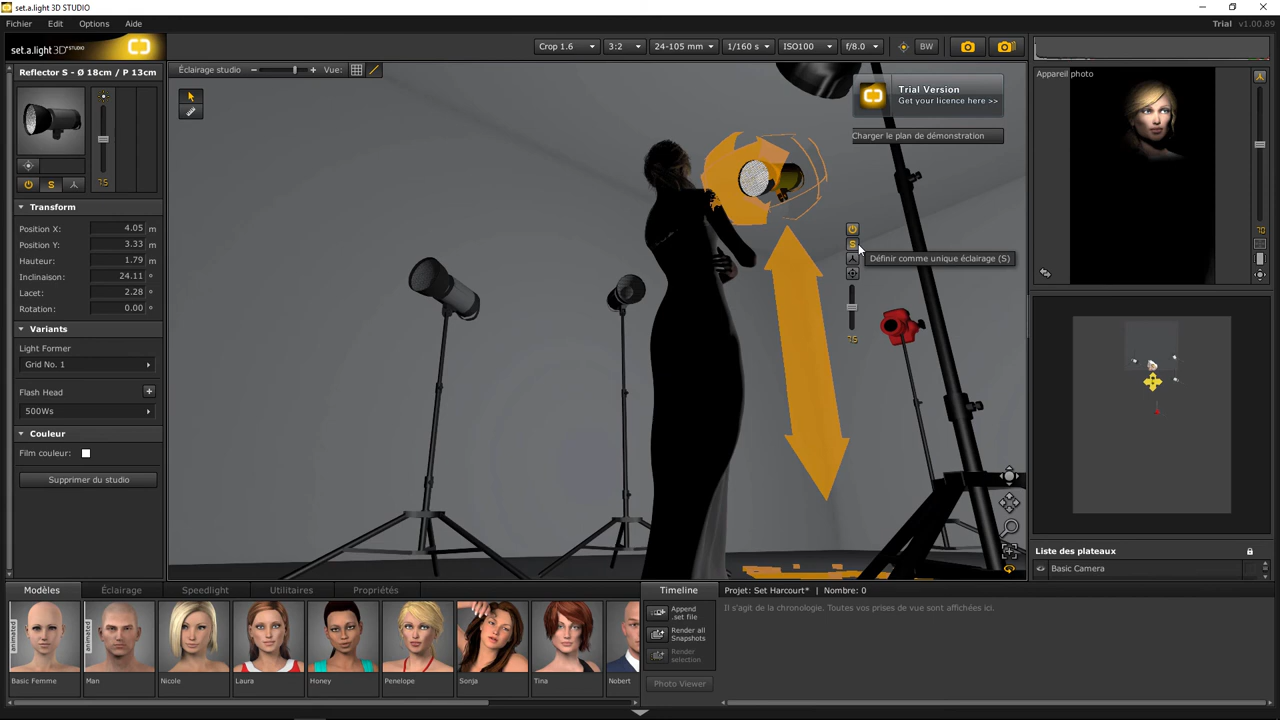 set.a.light 3D STUDIO
Fichier
Edit
Options
Aide
Trial
v1.00.89
set.a.light 3D STUDIO
Crop 1.6
3:2
24-105 mm
1/160 s
ISO100
f/8.0
BW
Reflector S - Ø 18cm / P 13cm
S
75
Transform
Position X: 4.05 m
Position Y: 3.33 m
Hauteur: 1.79 m
Inclinaison: 24.11 °
Lacet: 2.28 °
Rotation: 0.00 °
Variants
Light Former
Grid No. 1
Flash Head
500Ws
Couleur
Film couleur:
Supprimer du studio
Éclairage studio
Vue:
Trial Version
Get your licence here >>
Charger le plan de démonstration
S
Définir comme unique éclairage (S)
75
Appareil photo
70
Liste des plateaux
Basic Camera
Modèles
Éclairage
Speedlight
Utilitaires
Propriétés
animated
animated
Basic Femme
Man
Nicole
Laura
Honey
Penelope
Sonja
Tina
Nobert
Timeline
Append .set file
Render all Snapshots
Render selection
Photo Viewer
Projet: Set Harcourt* | Nombre: 0
Il s'agit de la chronologie. Toutes vos prises de vue sont affichées ici.